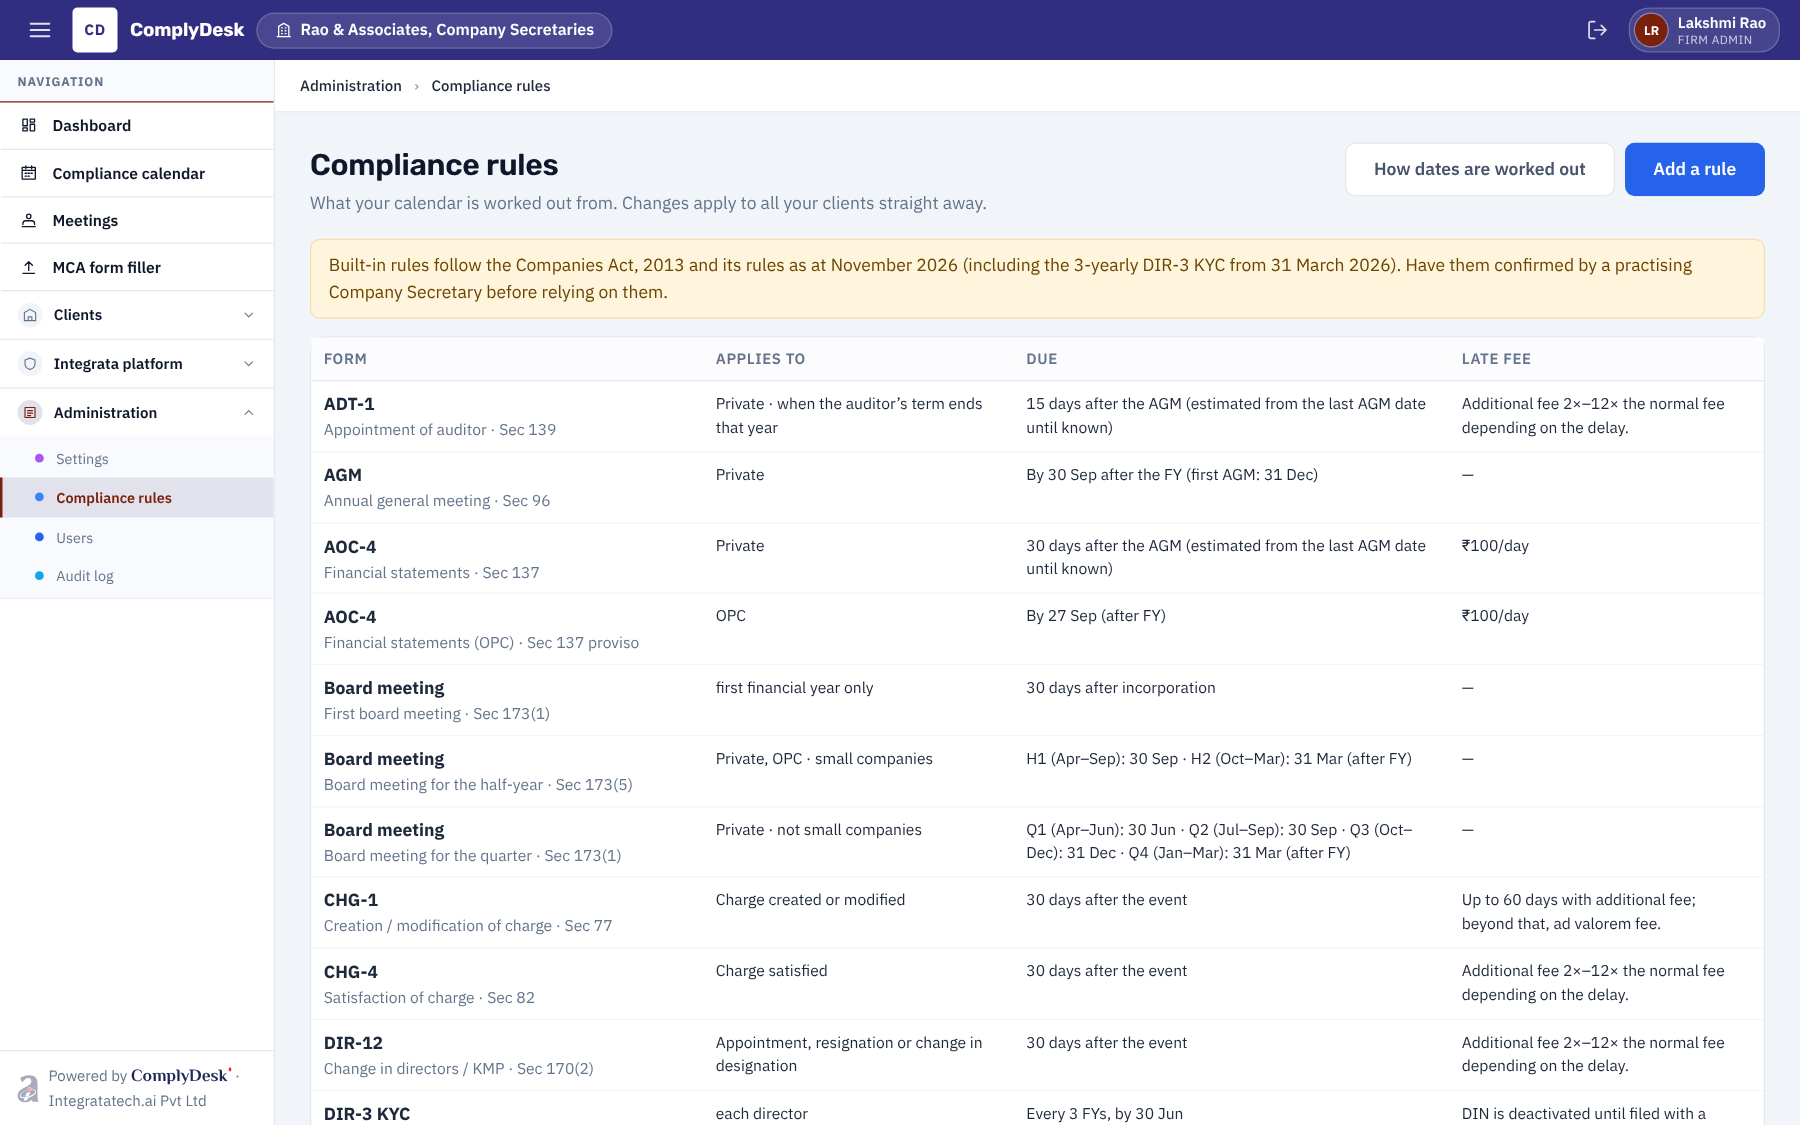 CD
ComplyDesk
Rao & Associates, Company Secretaries
LR
Lakshmi Rao
FIRM ADMIN
NAVIGATION
Dashboard
Compliance calendar
Meetings
MCA form filler
Clients
Integrata platform
Administration
Settings
Compliance rules
Users
Audit log
Powered by ComplyDesk ·
Integratatech.ai Pvt Ltd
Administration › Compliance rules
Compliance rules
What your calendar is worked out from. Changes apply to all your clients straight away.
How dates are worked out
Add a rule
Built-in rules follow the Companies Act, 2013 and its rules as at November 2026 (including the 3-yearly DIR-3 KYC from 31 March 2026). Have them confirmed by a practising
Company Secretary before relying on them.
FORM APPLIES TO DUE LATE FEE
ADT-1
Appointment of auditor · Sec 139
Private · when the auditor’s term ends
that year
15 days after the AGM (estimated from the last AGM date
until known)
Additional fee 2×–12× the normal fee
depending on the delay.
AGM
Annual general meeting · Sec 96
Private
By 30 Sep after the FY (first AGM: 31 Dec)
—
AOC-4
Financial statements · Sec 137
Private
30 days after the AGM (estimated from the last AGM date
until known)
₹100/day
AOC-4
Financial statements (OPC) · Sec 137 proviso
OPC
By 27 Sep (after FY)
₹100/day
Board meeting
First board meeting · Sec 173(1)
first financial year only
30 days after incorporation
—
Board meeting
Board meeting for the half-year · Sec 173(5)
Private, OPC · small companies
H1 (Apr–Sep): 30 Sep · H2 (Oct–Mar): 31 Mar (after FY)
—
Board meeting
Board meeting for the quarter · Sec 173(1)
Private · not small companies
Q1 (Apr–Jun): 30 Jun · Q2 (Jul–Sep): 30 Sep · Q3 (Oct–
Dec): 31 Dec · Q4 (Jan–Mar): 31 Mar (after FY)
—
CHG-1
Creation / modification of charge · Sec 77
Charge created or modified
30 days after the event
Up to 60 days with additional fee;
beyond that, ad valorem fee.
CHG-4
Satisfaction of charge · Sec 82
Charge satisfied
30 days after the event
Additional fee 2×–12× the normal fee
depending on the delay.
DIR-12
Change in directors / KMP · Sec 170(2)
Appointment, resignation or change in
designation
30 days after the event
Additional fee 2×–12× the normal fee
depending on the delay.
DIR-3 KYC
each director
Every 3 FYs, by 30 Jun
DIN is deactivated until filed with a